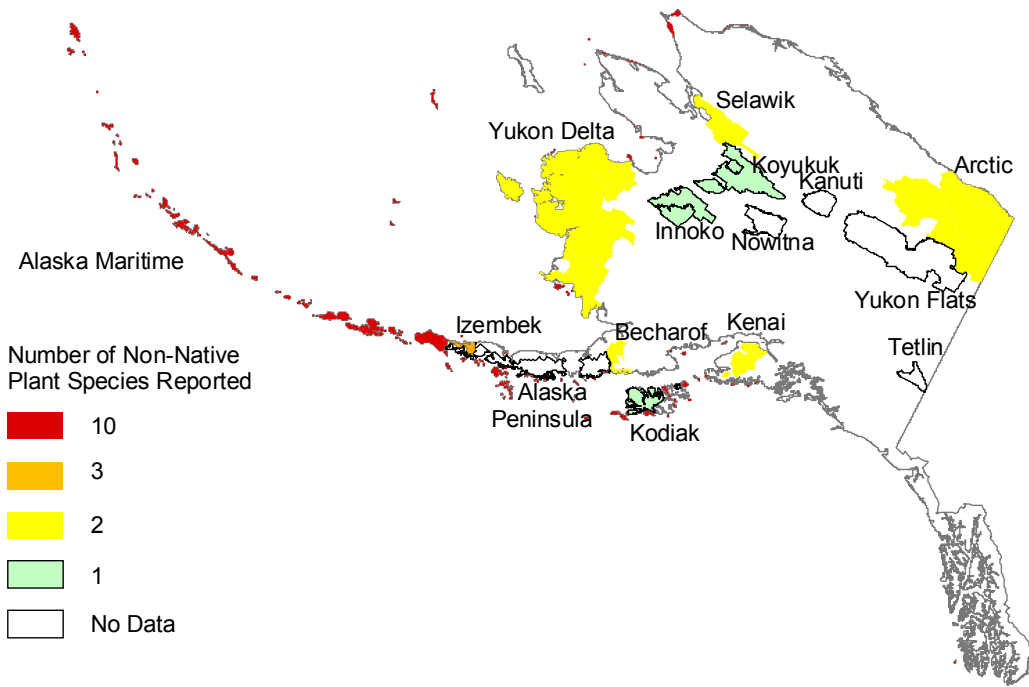 Selawik
Yukon Delta
Koyukuk
Arctic
Kanuti
Innoko
Nowitna
Alaska Maritime
Yukon Flats
Izembek
Becharof
Kenai
Tetlin
Number of Non-Native
Plant Species Reported
Alaska
Peninsula
Kodiak
10
3
2
1
No Data